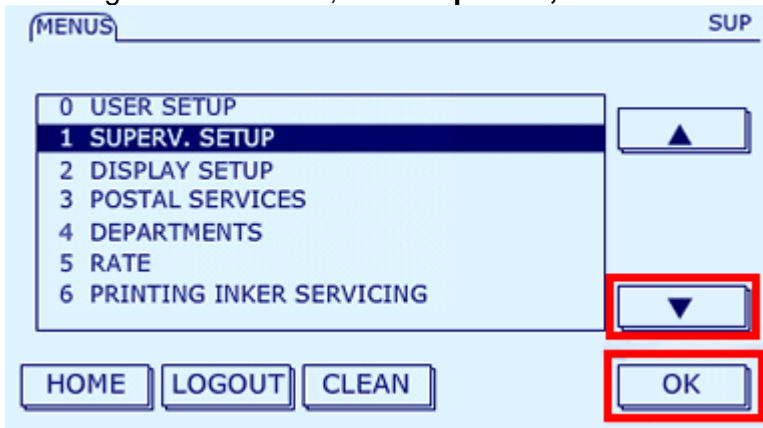 MENUS SUP
0 USER SETUP
1 SUPERV. SETUP
2 DISPLAY SETUP
3 POSTAL SERVICES
4 DEPARTMENTS
5 RATE
6 PRINTING INKER SERVICING
HOME LOGOUT CLEAN OK